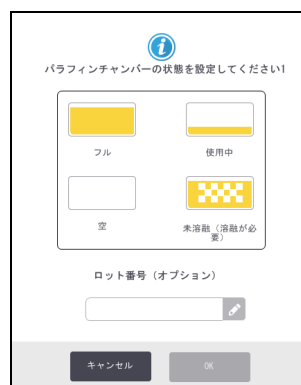 パラフィンチャンバーの状態を設定してください1
フル
使用中
空
未溶融（溶融が必
要）
ロット番号（オプション）
キャンセル
OK